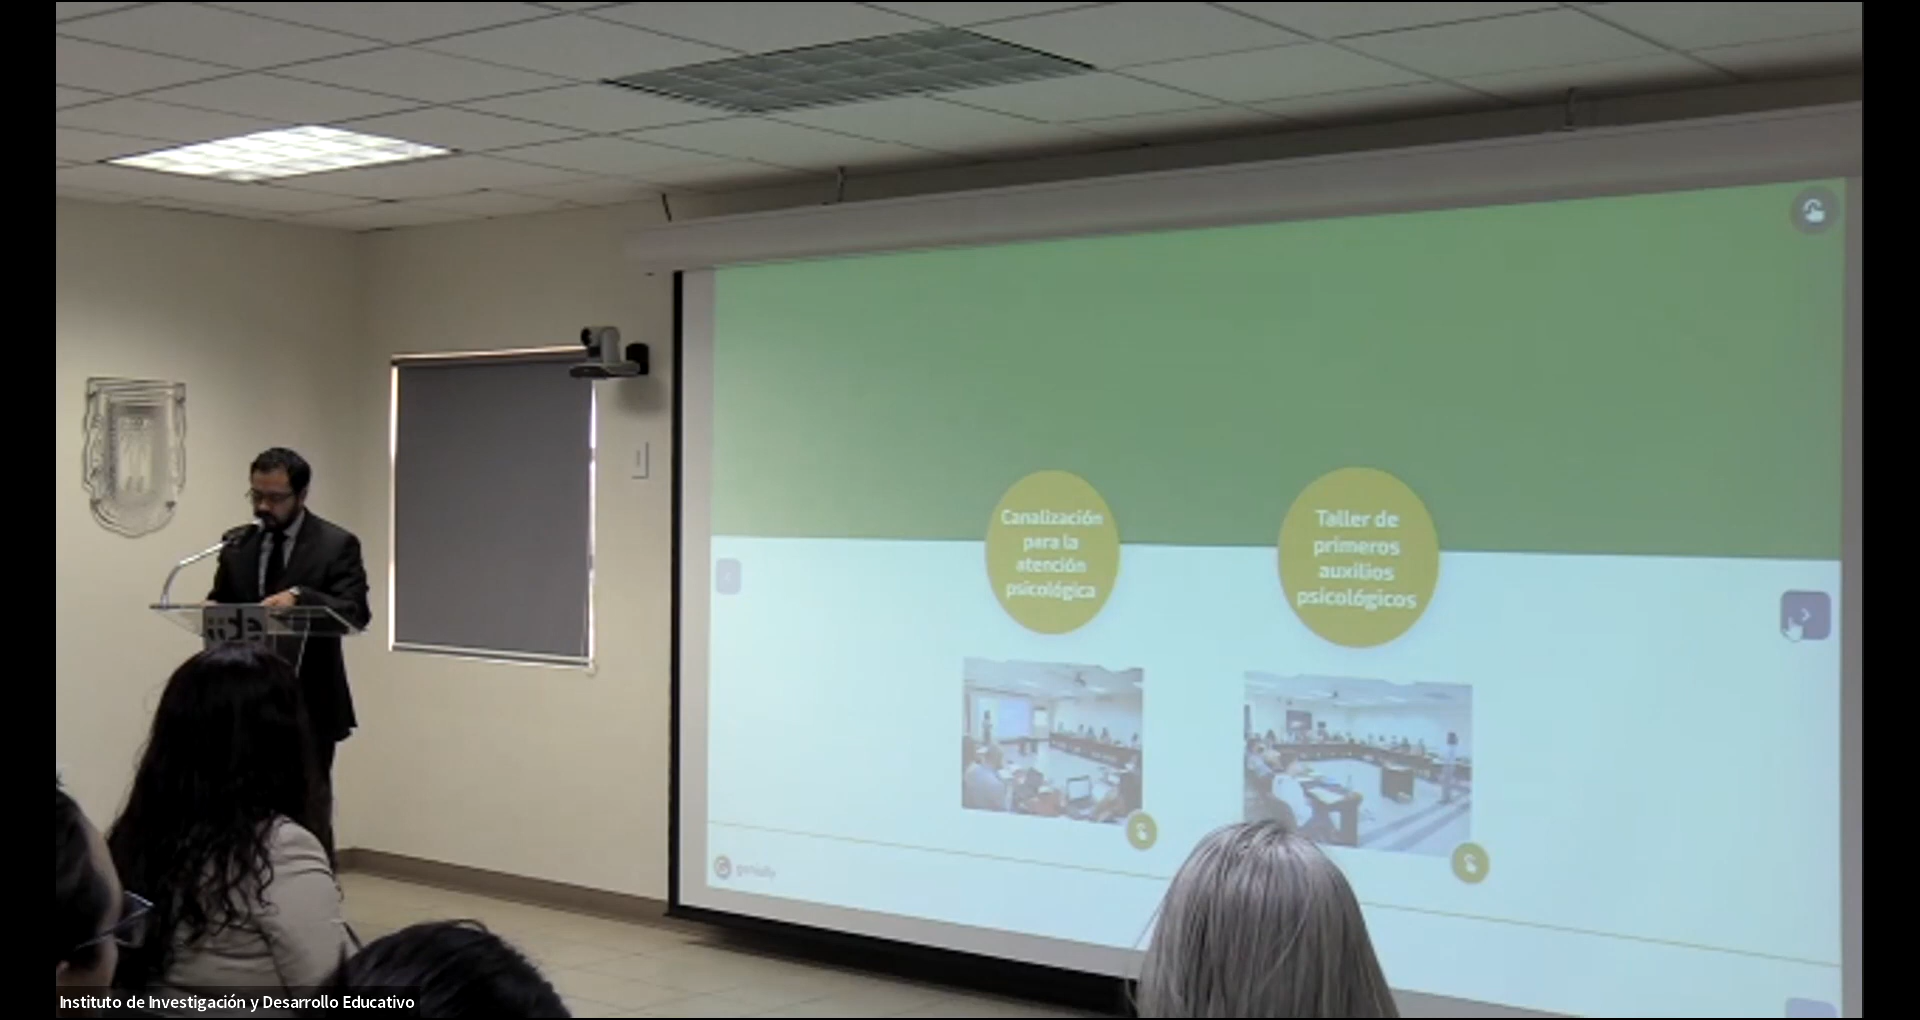 Canalización
para la
atención
psicológica
Taller de
primeros
auxilios
psicológicos
genially
Instituto de Investigación y Desarrollo Educativo